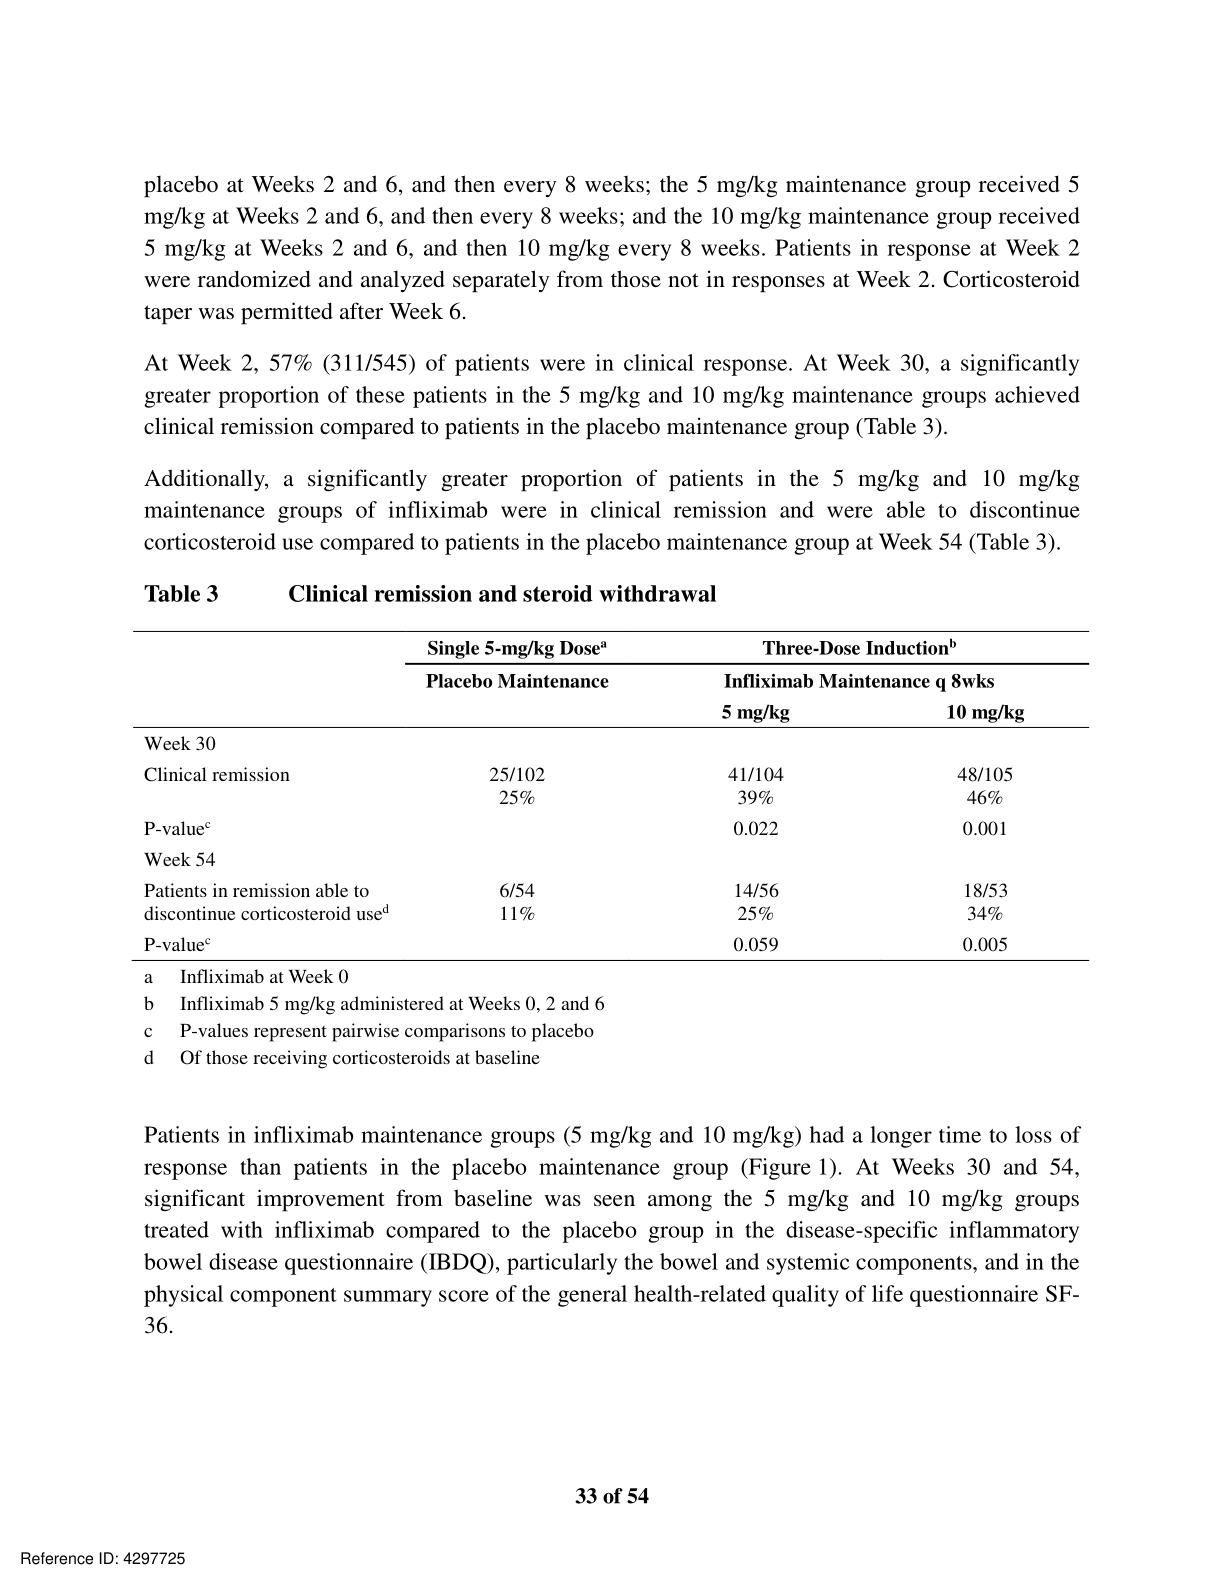 placebo at Weeks 2 and 6, and then every 8 weeks; the 5 mg/kg maintenance group received 5
mg/kg at Weeks 2 and 6, and then every 8 weeks; and the 10 mg/kg maintenance group received
5 mg/kg at Weeks 2 and 6, and then 10 mg/kg every 8 weeks. Patients in response at Week 2
were randomized and analyzed separately from those not in responses at Week 2. Corticosteroid
taper was permitted after Week 6.
At Week 2, 57% (311/545) of patients were in clinical response. At Week 30, a significantly
greater proportion of these patients in the 5 mg/kg and 10 mg/kg maintenance groups achieved
clinical remission compared to patients in the placebo maintenance group (Table 3).
Additionally, a significantly greater proportion of patients in the 5 mg/kg and 10 mg/kg
maintenance groups of infliximab were in clinical remission and were able to discontinue
corticosteroid use compared to patients in the placebo maintenance group at Week 54 (Table 3).
Table 3 Clinical remission and steroid withdrawal
Single 5-mg/kg Doseª Three-Dose Inductionᵇ
Placebo Maintenance Infliximab Maintenance q 8wks
5 mg/kg 10 mg/kg
Week 30
Clinical remission 25/102 41/104 48/105
25% 39% 46%
P-valueᶜ 0.022 0.001
Week 54
Patients in remission able to 6/54 14/56 18/53
discontinue corticosteroid useᵈ 11% 25% 34%
P-valueᶜ 0.059 0.005
a Infliximab at Week 0
b Infliximab 5 mg/kg administered at Weeks 0, 2 and 6
c P-values represent pairwise comparisons to placebo
d Of those receiving corticosteroids at baseline
Patients in infliximab maintenance groups (5 mg/kg and 10 mg/kg) had a longer time to loss of
response than patients in the placebo maintenance group (Figure 1). At Weeks 30 and 54,
significant improvement from baseline was seen among the 5 mg/kg and 10 mg/kg groups
treated with infliximab compared to the placebo group in the disease-specific inflammatory
bowel disease questionnaire (IBDQ), particularly the bowel and systemic components, and in the
physical component summary score of the general health-related quality of life questionnaire SF-
36.
33 of 54
Reference ID: 4297725